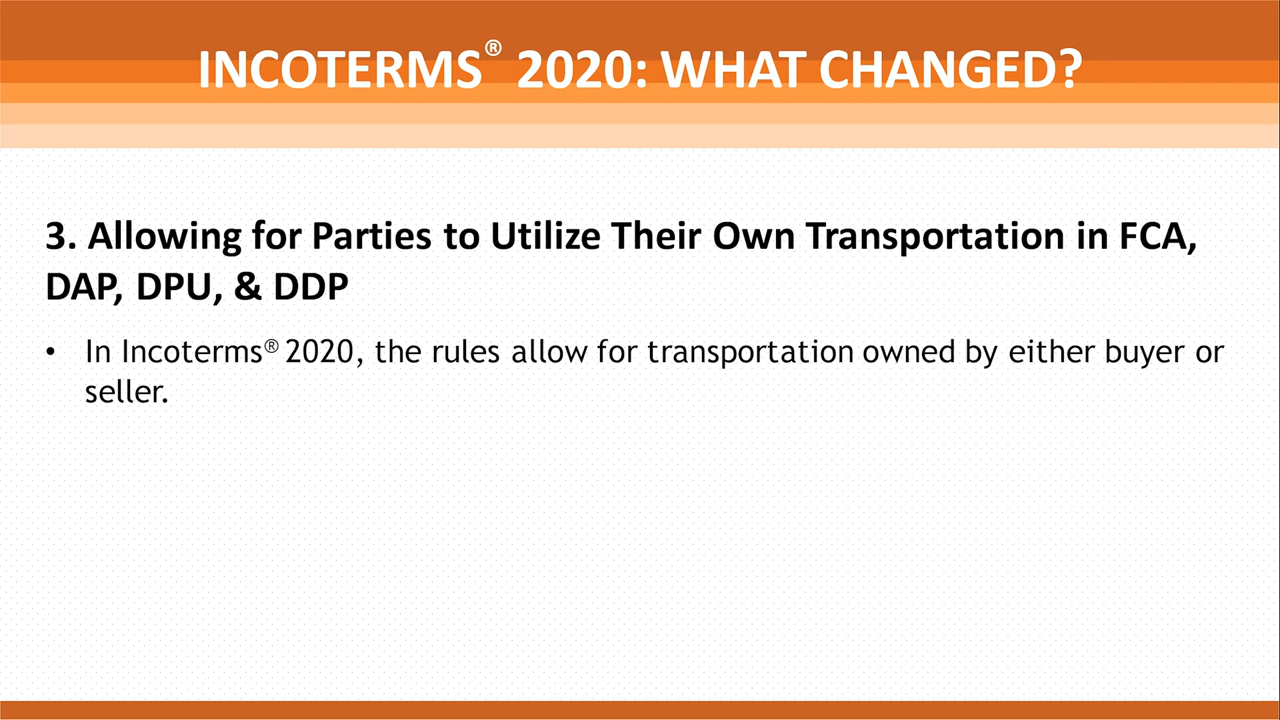 INCOTERMS® 2020: WHAT CHANGED?
3. Allowing for Parties to Utilize Their Own Transportation in FCA,
DAP, DPU, & DDP
• In Incoterms® 2020, the rules allow for transportation owned by either buyer or
seller.